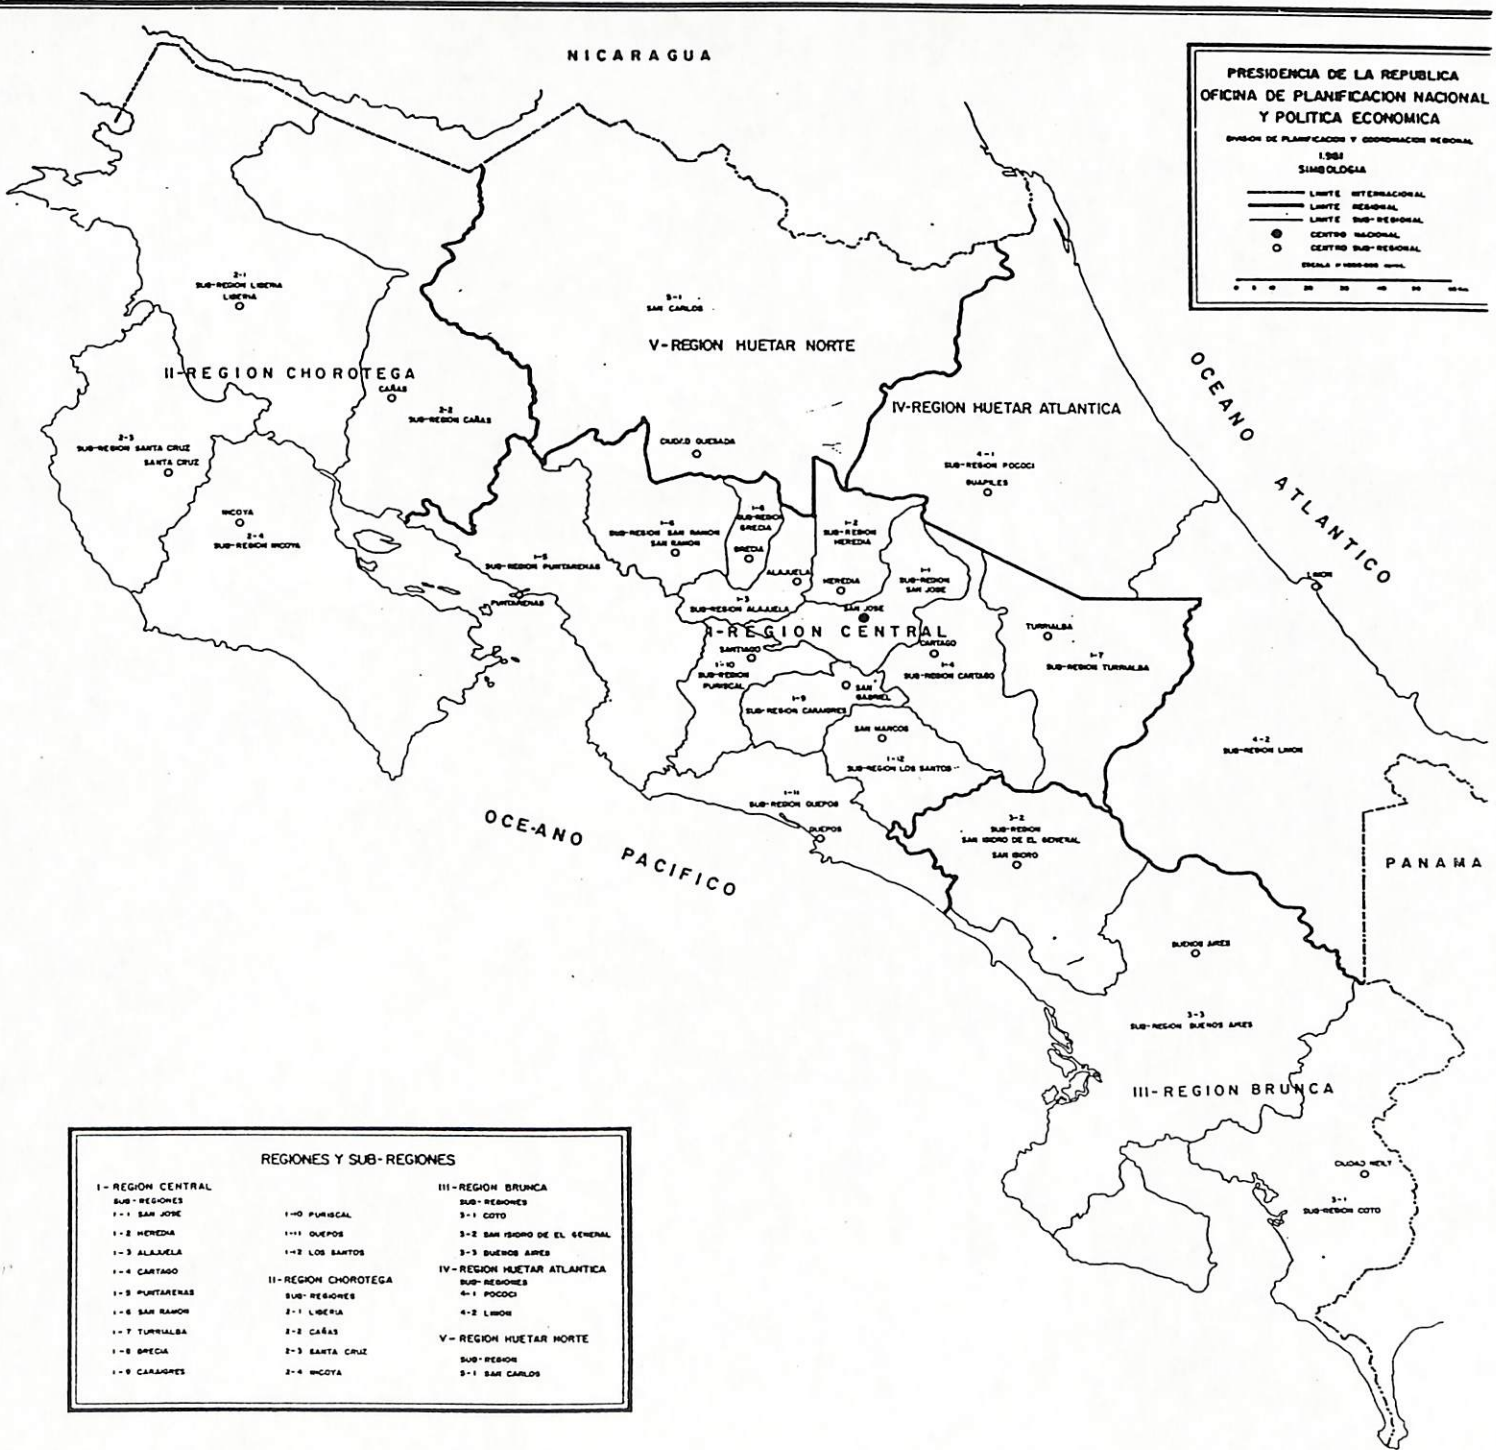 NICARAGUA
PRESIDENCIA DE LA REPUBLICA
OFICINA DE PLANIFICACION NACIONAL
Y POLITICA ECONOMICA
DIVISION DE PLANIFICACION Y COORDINACION REGIONAL
1.981
SIMBOLOGIA
LIMITE INTERNACIONAL
LIMITE REGIONAL
LIMITE SUB-REGIONAL
CENTRO NACIONAL
CENTRO SUB-REGIONAL
ESCALA
2-1
SUB-REGION LIBERIA
LIBERIA
5-1
SAN CARLOS
V-REGION HUETAR NORTE
II-REGION CHOROTEGA
CAÑAS
2-2
SUB-REGION CAÑAS
IV-REGION HUETAR ATLANTICA
OCEANO ATLANTICO
2-3
SUB-REGION SANTA CRUZ
SANTA CRUZ
CIUDAD QUESADA
4-1
SUB-REGION POCOCI
GUAPILES
NICOYA
2-4
SUB-REGION NICOYA
1-6
SUB-REGION SAN RAMON
SAN RAMON
SUB-REGION
GRECIA
GRECIA
1-2
SUB-REGION
HEREDIA
1-5
SUB-REGION PUNTARENAS
PUNTARENAS
ALAJUELA
HEREDIA
1-1
SUB-REGION
SAN JOSE
LIMON
1-3
SUB-REGION ALAJUELA
SAN JOSE
I-REGION CENTRAL
TURRIALBA
CARTAGO
SANTIAGO
1-10
SUB-REGION
PURISCAL
1-4
SUB-REGION CARTAGO
1-7
SUB-REGION TURRIALBA
SAN
GABRIEL
1-9
SUB-REGION CARAIGRES
SAN MARCOS
1-12
SUB-REGION LOS SANTOS
4-2
SUB-REGION LIMON
1-11
SUB-REGION QUEPOS
QUEPOS
OCEANO PACIFICO
3-2
SUB-REGION
SAN ISIDRO DE EL GENERAL
SAN ISIDRO
PANAMA
BUENOS AIRES
3-3
SUB-REGION BUENOS AIRES
III-REGION BRUNCA
CIUDAD NEILY
3-1
SUB-REGION COTO
REGIONES Y SUB-REGIONES
I-REGION CENTRAL
SUB-REGIONES
1-1 SAN JOSE
1-2 HEREDIA
1-3 ALAJUELA
1-4 CARTAGO
1-5 PUNTARENAS
1-6 SAN RAMON
1-7 TURRIALBA
1-8 GRECIA
1-9 CARAIGRES
1-10 PURISCAL
1-11 QUEPOS
1-12 LOS SANTOS
II-REGION CHOROTEGA
SUB-REGIONES
2-1 LIBERIA
2-2 CAÑAS
2-3 SANTA CRUZ
2-4 NICOYA
III-REGION BRUNCA
SUB-REGIONES
3-1 COTO
3-2 SAN ISIDRO DE EL GENERAL
3-3 BUENOS AIRES
IV-REGION HUETAR ATLANTICA
SUB-REGIONES
4-1 POCOCI
4-2 LIMON
V-REGION HUETAR NORTE
SUB-REGION
5-1 SAN CARLOS